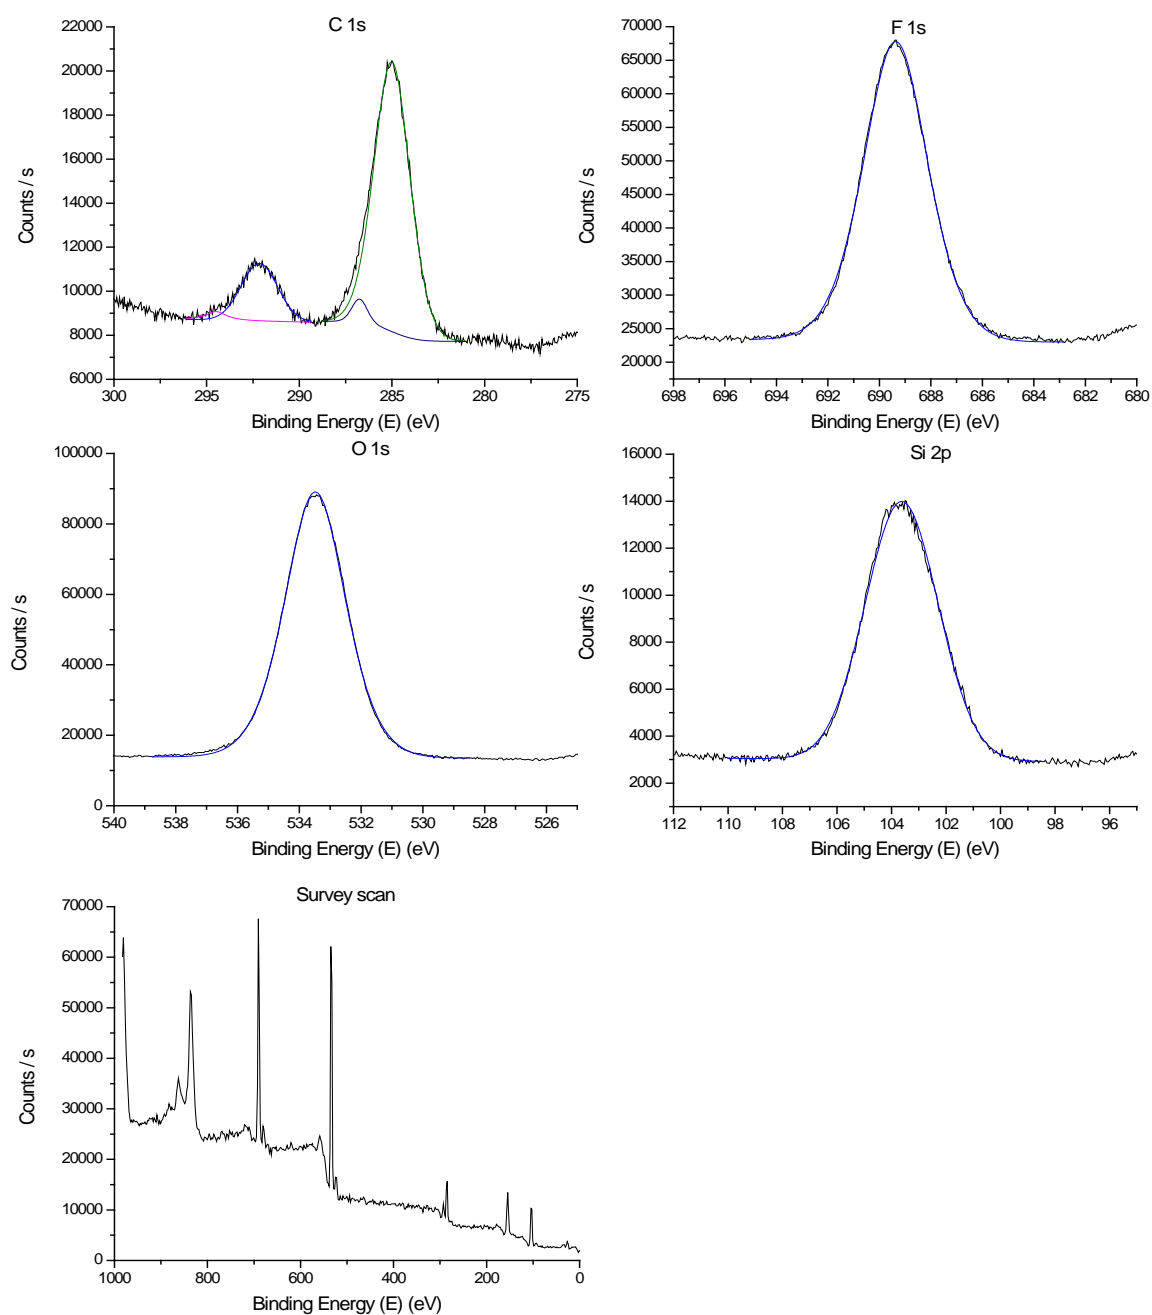 C 1s
22000
20000
18000
16000
14000
12000
10000
8000
6000
300 295 290 285 280 275
Counts / s
Binding Energy (E) (eV)
F 1s
70000
65000
60000
55000
50000
45000
40000
35000
30000
25000
20000
698 696 694 692 690 688 686 684 682 680
Counts / s
Binding Energy (E) (eV)
O 1s
100000
80000
60000
40000
20000
0
540 538 536 534 532 530 528 526
Counts / s
Binding Energy (E) (eV)
Si 2p
16000
14000
12000
10000
8000
6000
4000
2000
112 110 108 106 104 102 100 98 96
Counts / s
Binding Energy (E) (eV)
Survey scan
70000
60000
50000
40000
30000
20000
10000
0
1000 800 600 400 200 0
Counts / s
Binding Energy (E) (eV)